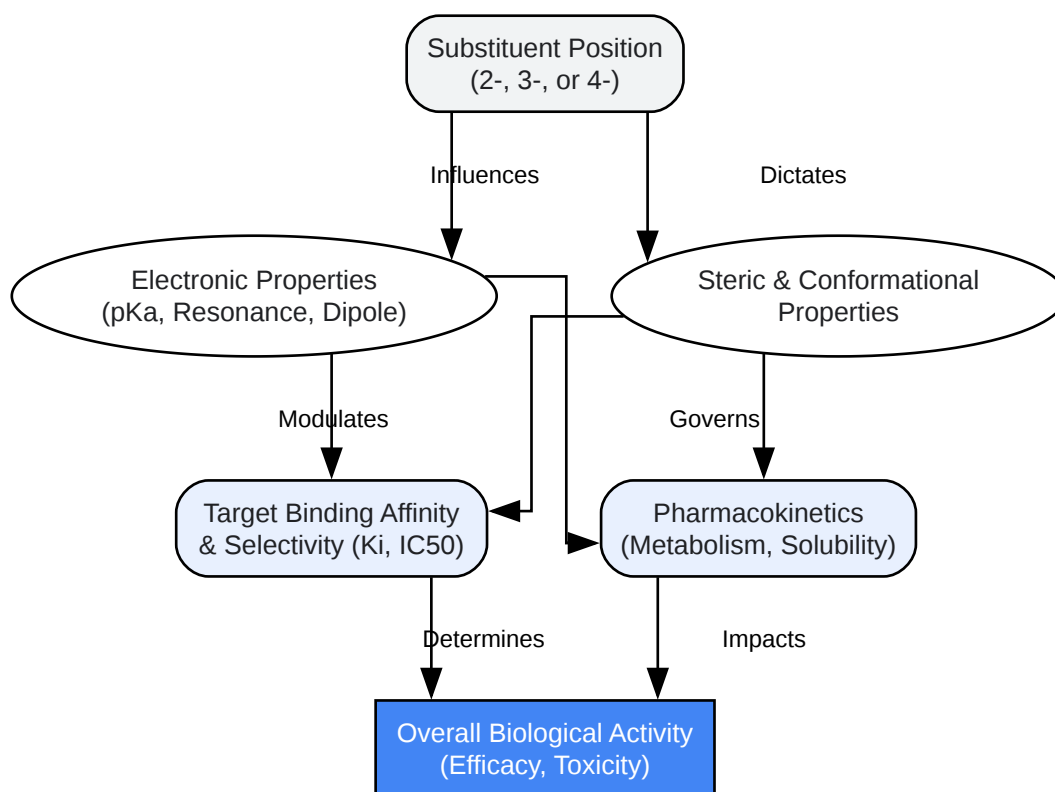 Substituent Position
(2-, 3-, or 4-)
Influences
Dictates
Electronic Properties
(pKa, Resonance, Dipole)
Steric & Conformational
Properties
Modulates
Governs
Target Binding Affinity
& Selectivity (Ki, IC50)
Pharmacokinetics
(Metabolism, Solubility)
Determines
Impacts
Overall Biological Activity
(Efficacy, Toxicity)